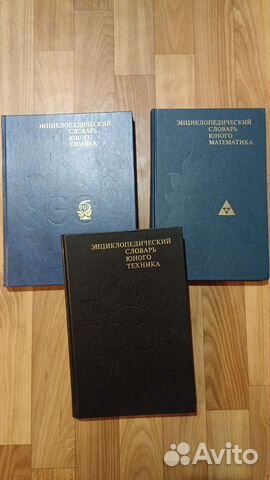 ЭНЦИКЛОПЕДИЧЕСКИЙ
СЛОВАРЬ
ЮНОГО
ХИМИКА
ЭНЦИКЛОПЕДИЧЕСКИЙ
СЛОВАРЬ
ЮНОГО
МАТЕМАТИКА
ЭНЦИКЛОПЕДИЧЕСКИЙ
СЛОВАРЬ
ЮНОГО
ТЕХНИКА
Avito